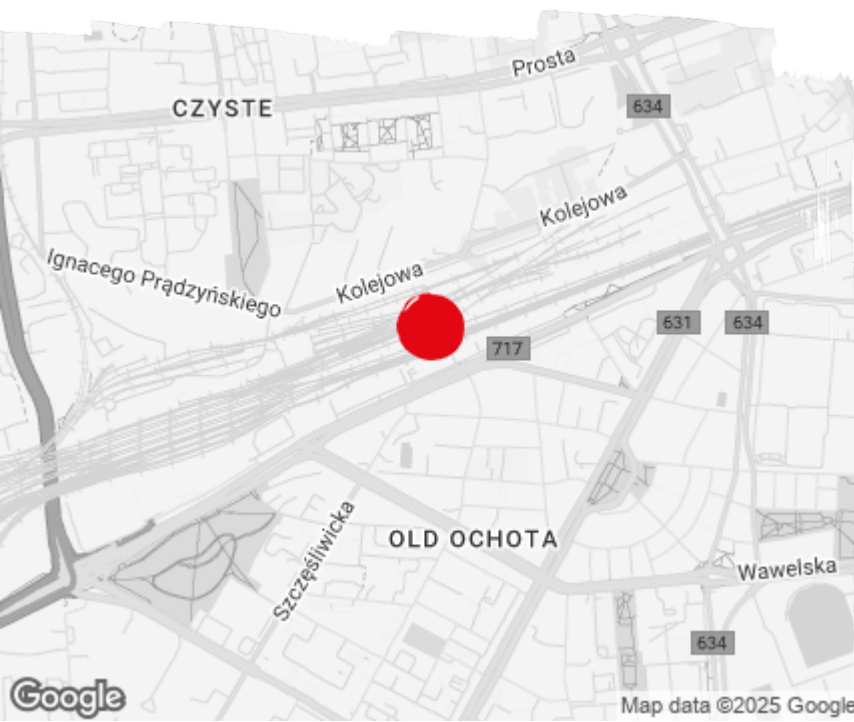 Prosta
CZYSTE
634
Kolejowa
Ignacego Prądzyńskiego
Kolejowa
631
634
717
OLD OCHOTA
Szczęśliwicka
Wawelska
634
Google
Map data ©2025 Google